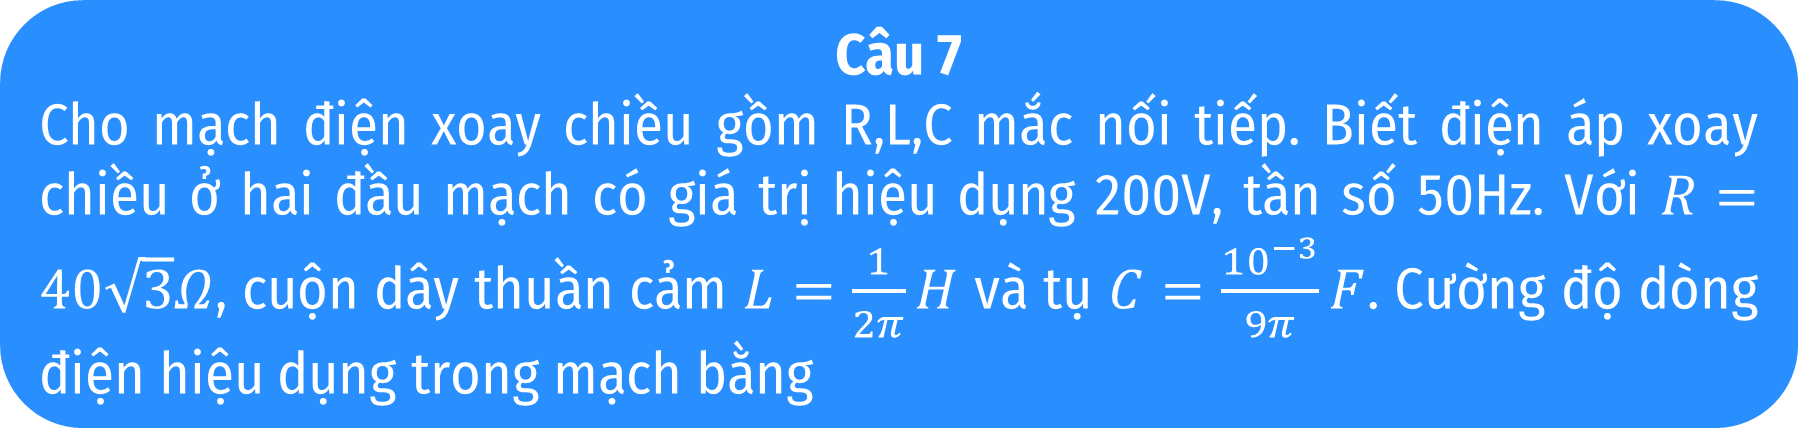 Câu 7
Cho mạch điện xoay chiều gồm R,L,C mắc nối tiếp. Biết điện áp xoay
chiều ở hai đầu mạch có giá trị hiệu dụng 200V, tần số 50Hz. Với R =
40√3Ω, cuộn dây thuần cảm L = 1/2π H và tụ C = 10⁻³/9π F. Cường độ dòng
điện hiệu dụng trong mạch bằng